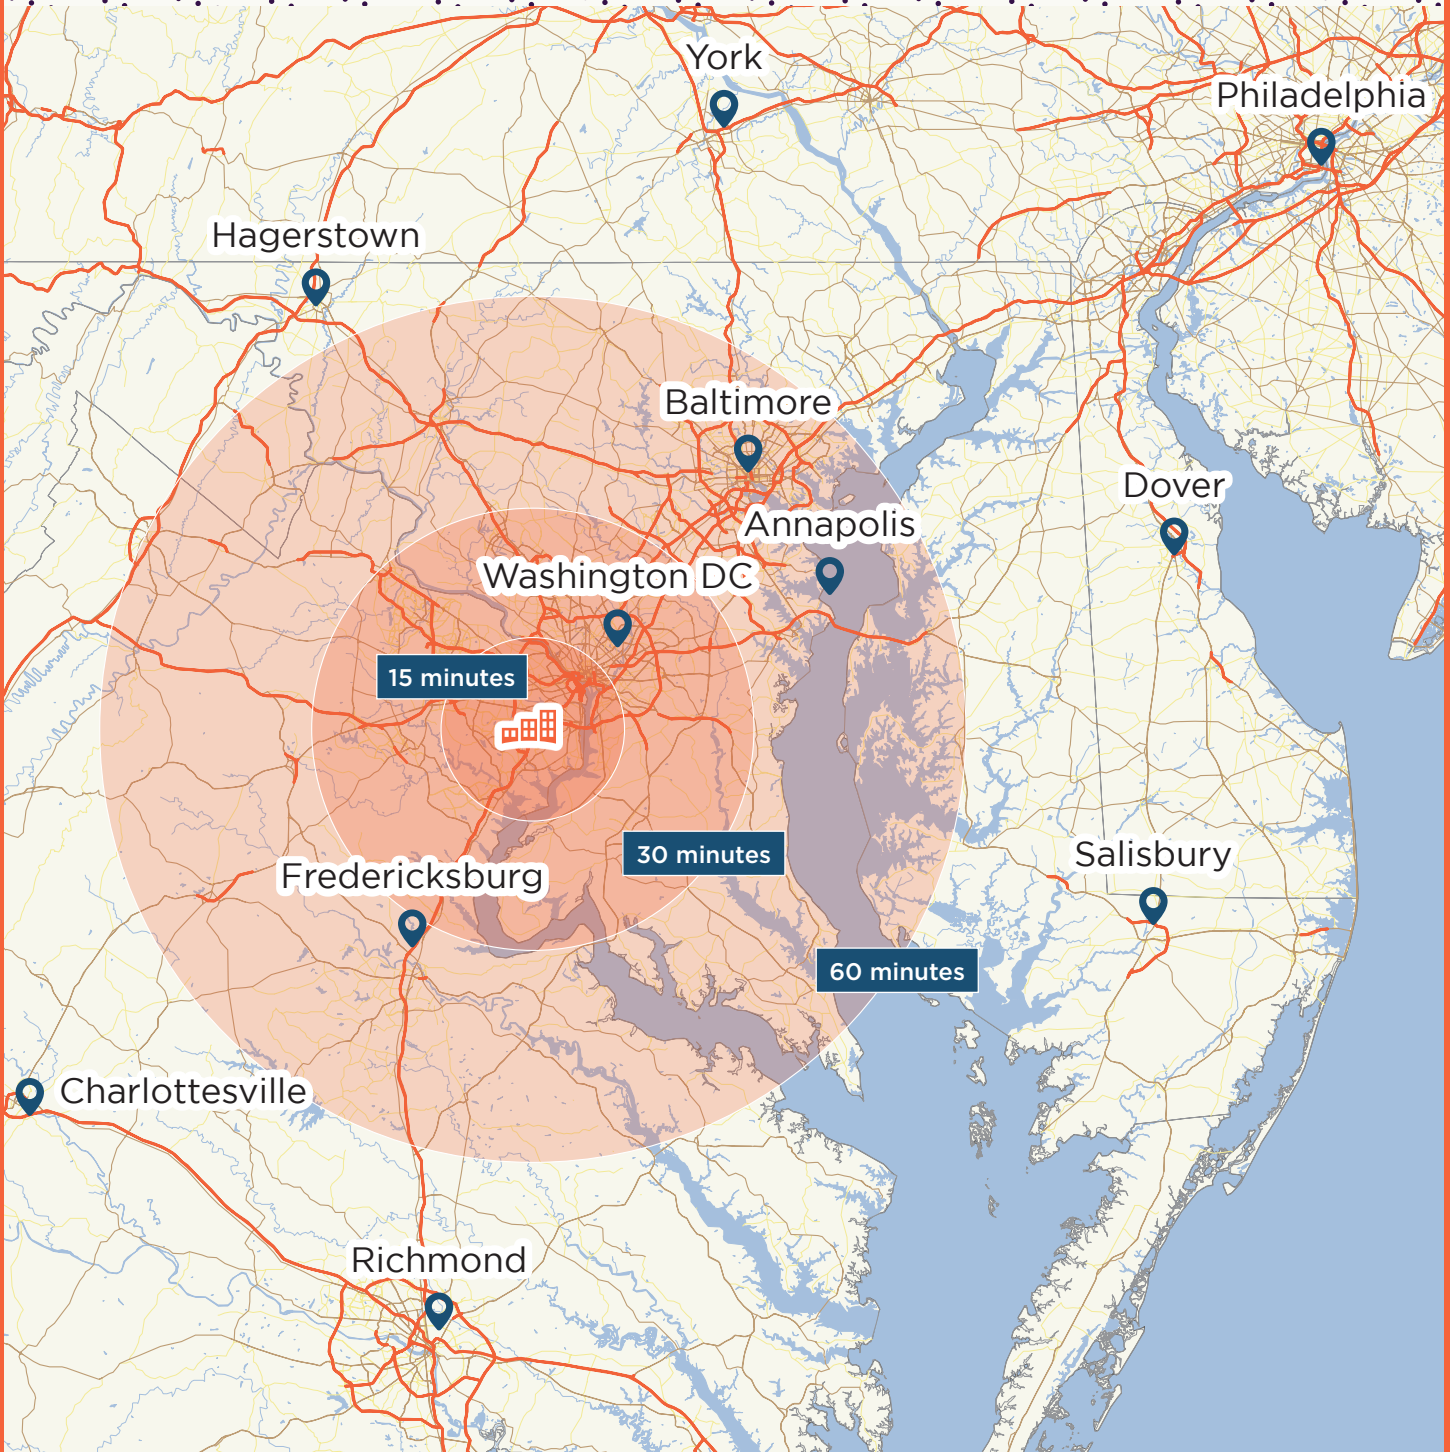 York
Philadelphia
Hagerstown
Baltimore
Dover
Annapolis
Washington DC
15 minutes
30 minutes
Salisbury
Fredericksburg
60 minutes
Charlottesville
Richmond